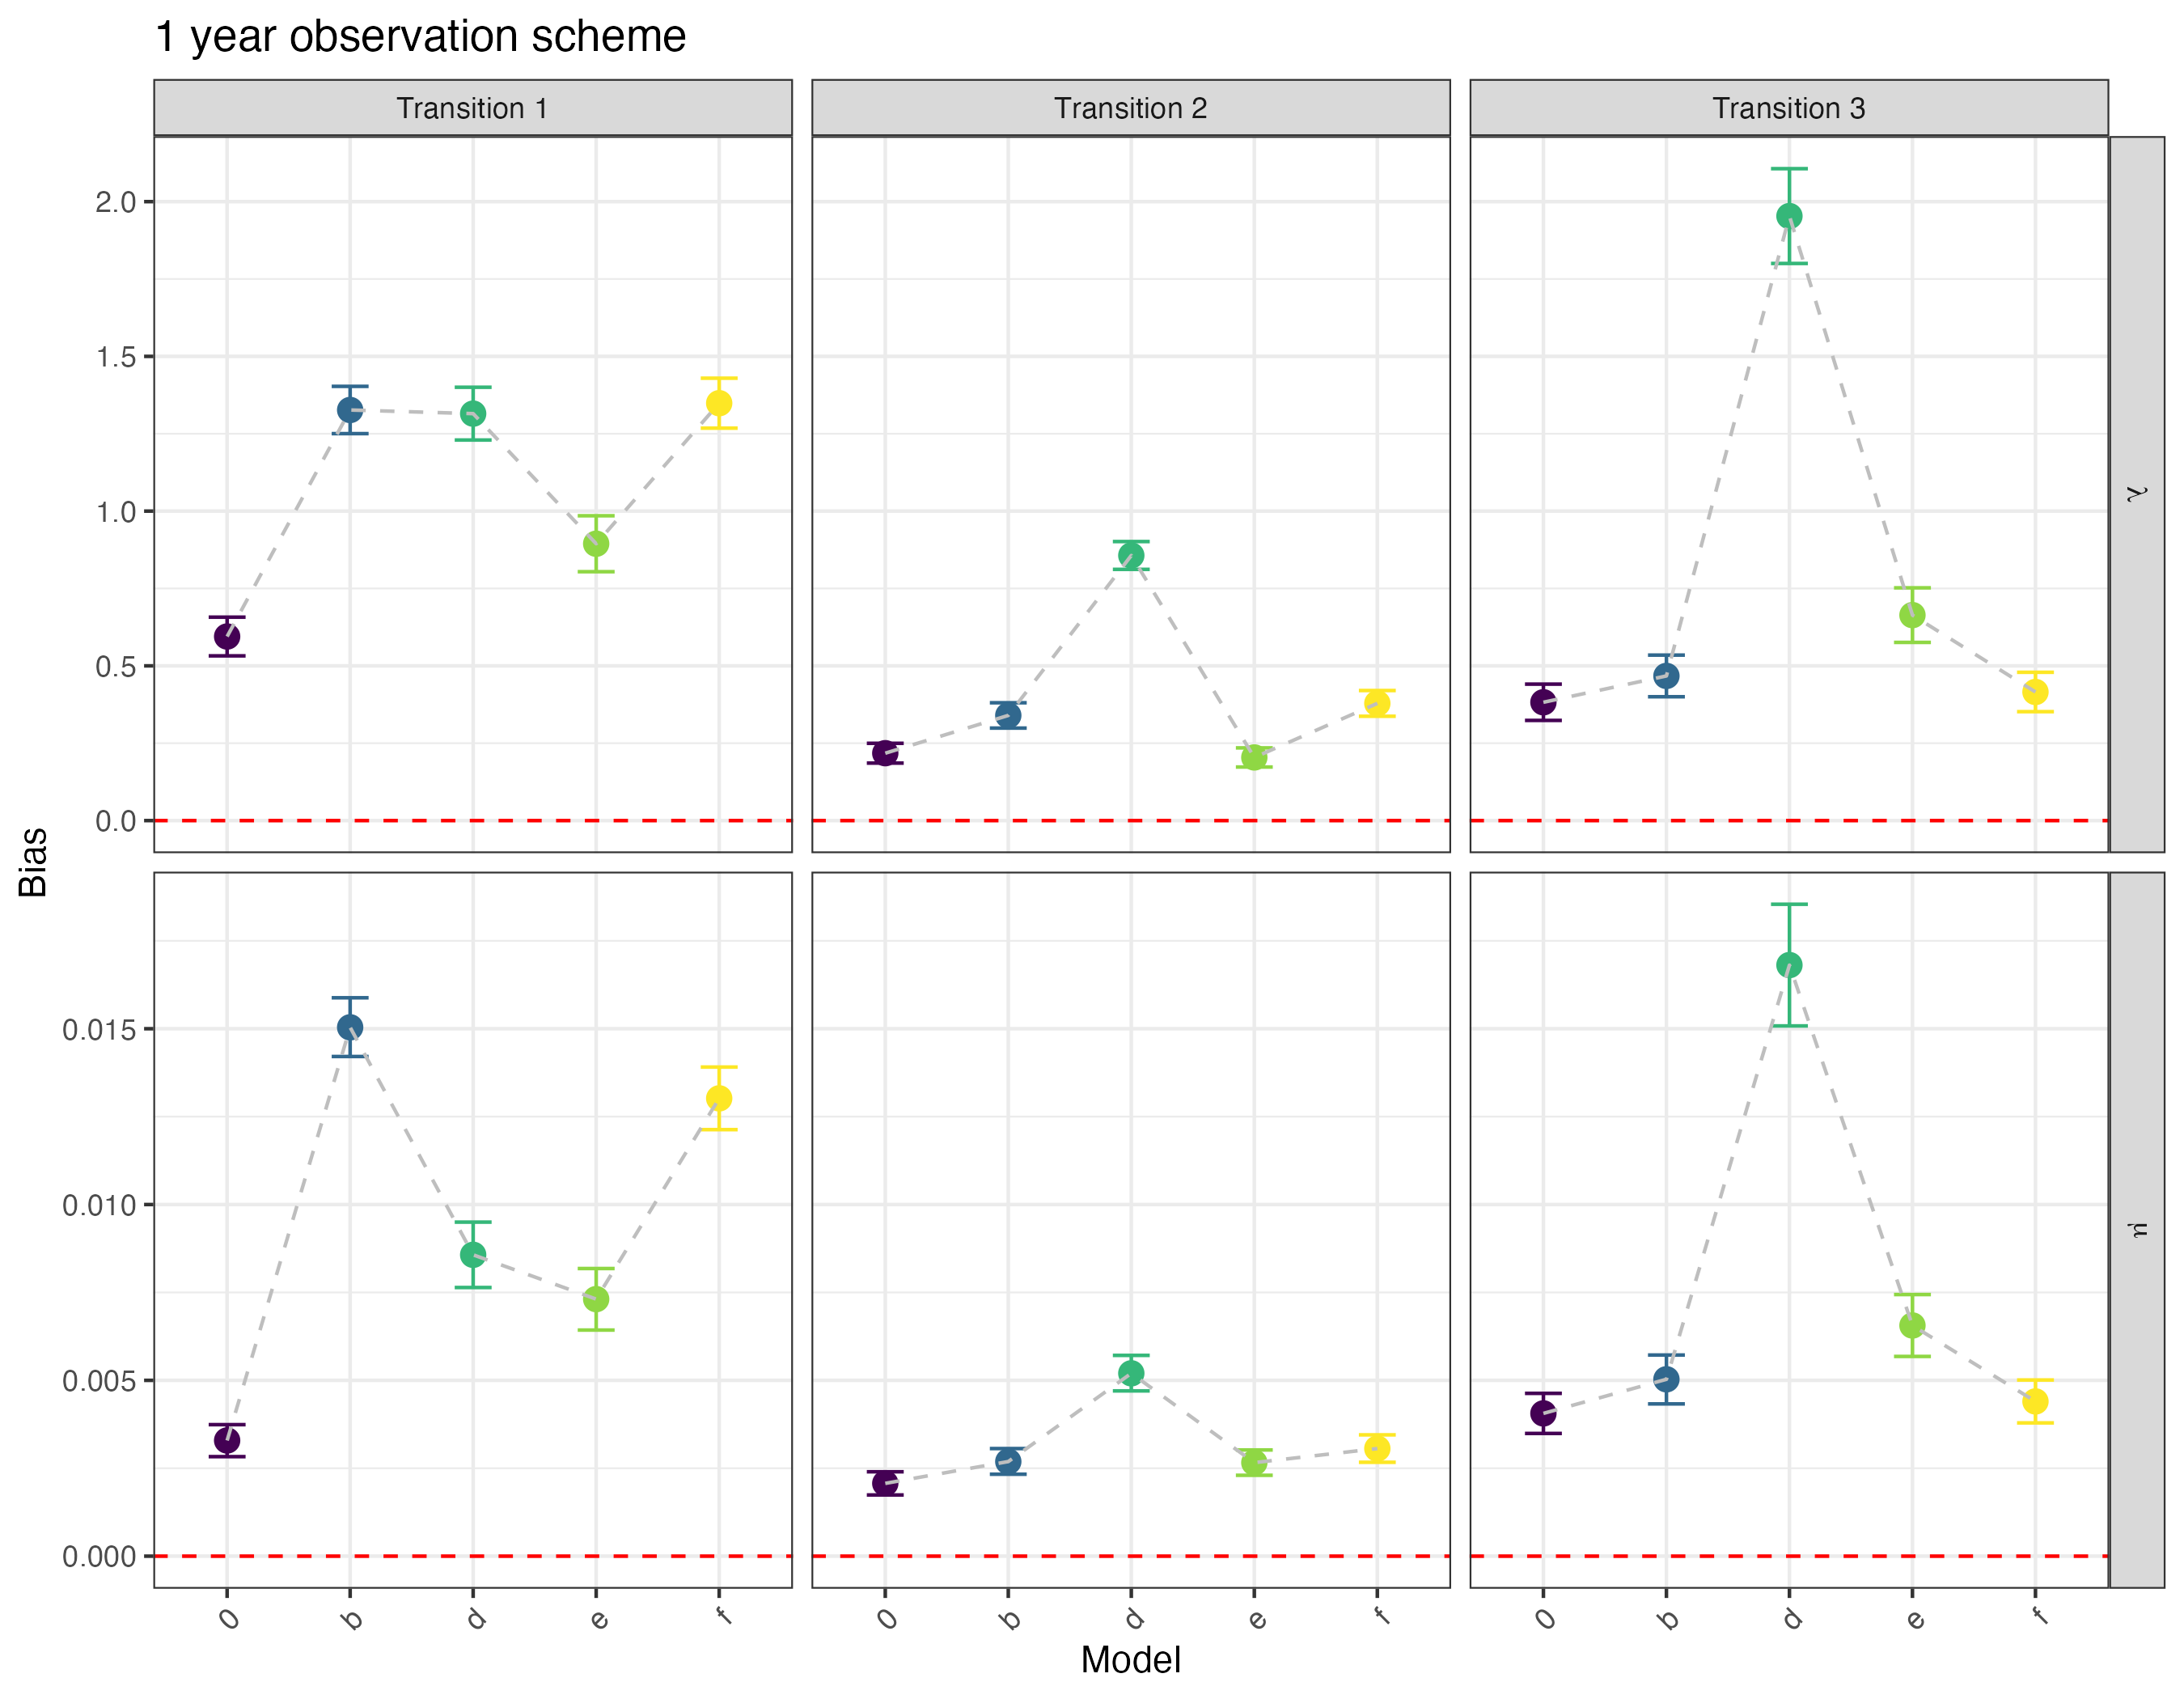 1 year observation scheme
Transition 1
Transition 2
Transition 3
2.0
1.5
1.0
0.5
0.0
0.015
0.010
0.005
0.000
Bias
0 b d e f
0 b d e f
0 b d e f
Model